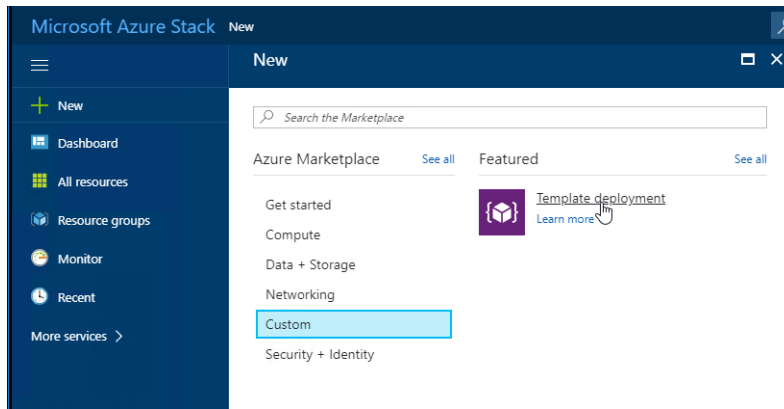 Microsoft Azure Stack New
New
New
Dashboard
All resources
Resource groups
Monitor
Recent
More services
Search the Marketplace
Azure Marketplace See all
Get started
Compute
Data + Storage
Networking
Custom
Security + Identity
Featured See all
Template deployment
Learn more